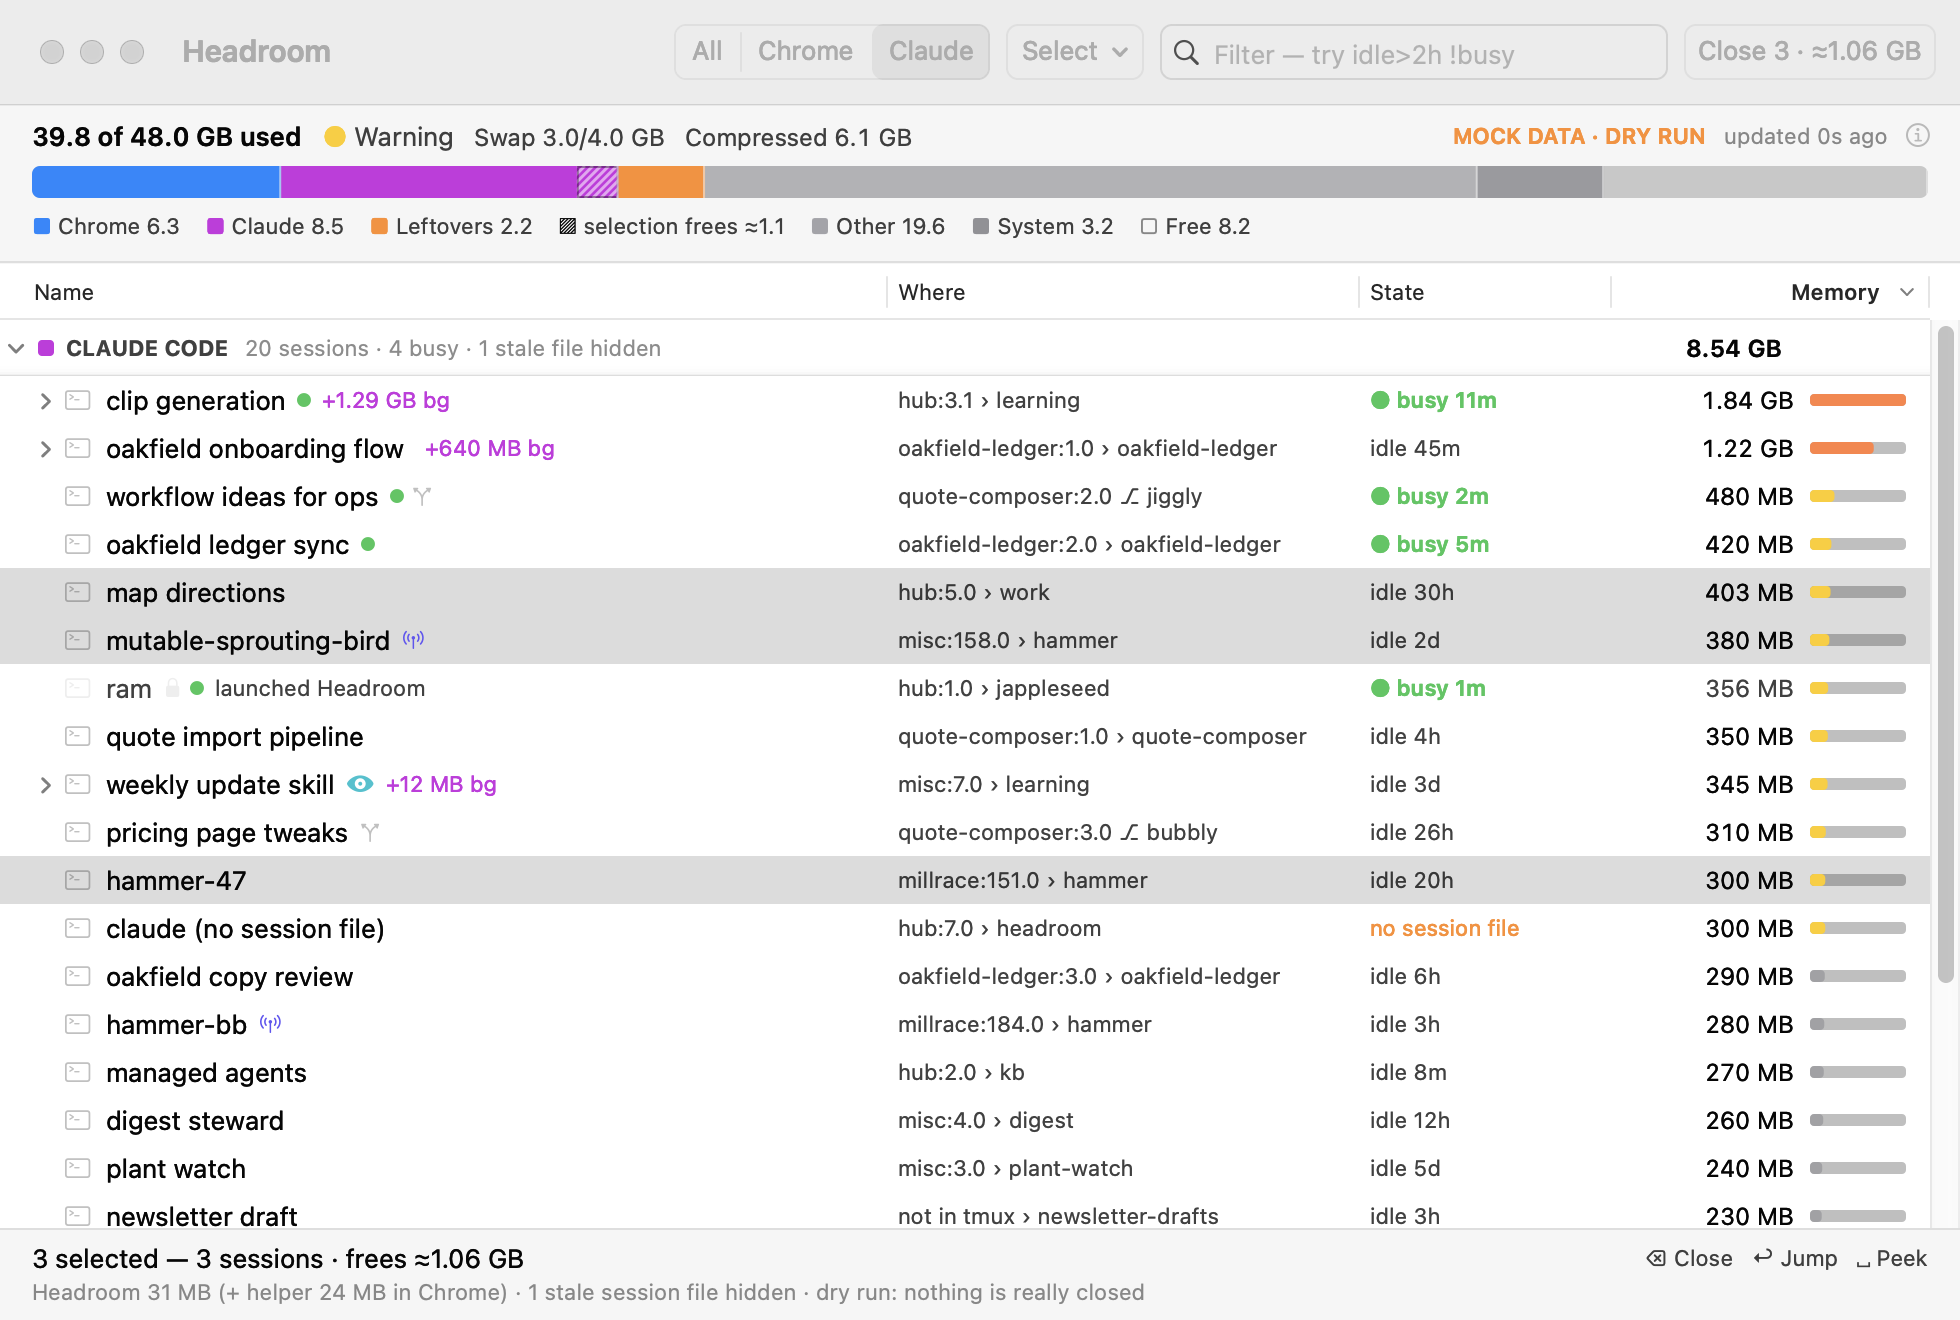 Headroom All Chrome Claude Select Filter — try idle>2h !busy Close 3 · ≈1.06 GB
39.8 of 48.0 GB used Warning Swap 3.0/4.0 GB Compressed 6.1 GB MOCK DATA · DRY RUN updated 0s ago
Chrome 6.3 Claude 8.5 Leftovers 2.2 selection frees ≈1.1 Other 19.6 System 3.2 Free 8.2
Name Where State Memory
CLAUDE CODE 20 sessions · 4 busy · 1 stale file hidden 8.54 GB
clip generation +1.29 GB bg hub:3.1 › learning busy 11m 1.84 GB
oakfield onboarding flow +640 MB bg oakfield-ledger:1.0 › oakfield-ledger idle 45m 1.22 GB
workflow ideas for ops quote-composer:2.0 ⌥ jiggly busy 2m 480 MB
oakfield ledger sync oakfield-ledger:2.0 › oakfield-ledger busy 5m 420 MB
map directions hub:5.0 › work idle 30h 403 MB
mutable-sprouting-bird misc:158.0 › hammer idle 2d 380 MB
ram launched Headroom hub:1.0 › jappleseed busy 1m 356 MB
quote import pipeline quote-composer:1.0 › quote-composer idle 4h 350 MB
weekly update skill +12 MB bg misc:7.0 › learning idle 3d 345 MB
pricing page tweaks quote-composer:3.0 ⌥ bubbly idle 26h 310 MB
hammer-47 millrace:151.0 › hammer idle 20h 300 MB
claude (no session file) hub:7.0 › headroom no session file 300 MB
oakfield copy review oakfield-ledger:3.0 › oakfield-ledger idle 6h 290 MB
hammer-bb millrace:184.0 › hammer idle 3h 280 MB
managed agents hub:2.0 › kb idle 8m 270 MB
digest steward misc:4.0 › digest idle 12h 260 MB
plant watch misc:3.0 › plant-watch idle 5d 240 MB
newsletter draft not in tmux › newsletter-drafts idle 3h 230 MB
3 selected — 3 sessions · frees ≈1.06 GB ⌫ Close ↩ Jump ␣ Peek
Headroom 31 MB (+ helper 24 MB in Chrome) · 1 stale session file hidden · dry run: nothing is really closed